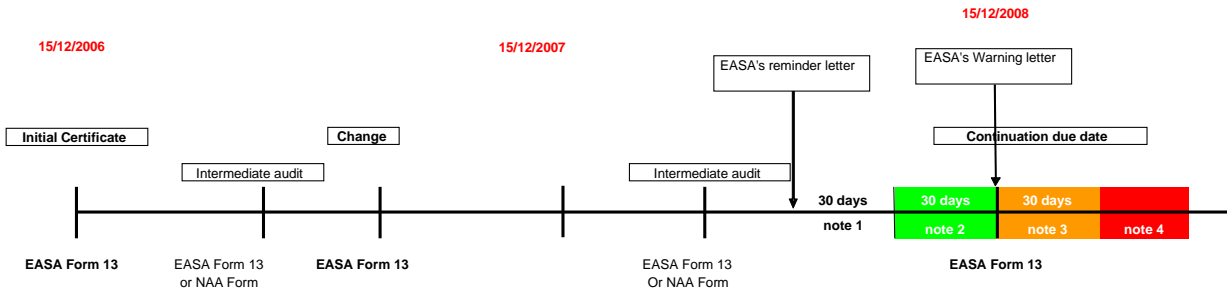 15/12/2008
15/12/2006
15/12/2007
EASA's reminder letter
EASA's Warning letter
Initial Certificate
Change
Continuation due date
Intermediate audit
Intermediate audit
30 days
30 days
30 days
note 1
note 2
note 3
note 4
EASA Form 13
EASA Form 13
or NAA Form
EASA Form 13
EASA Form 13
Or NAA Form
EASA Form 13